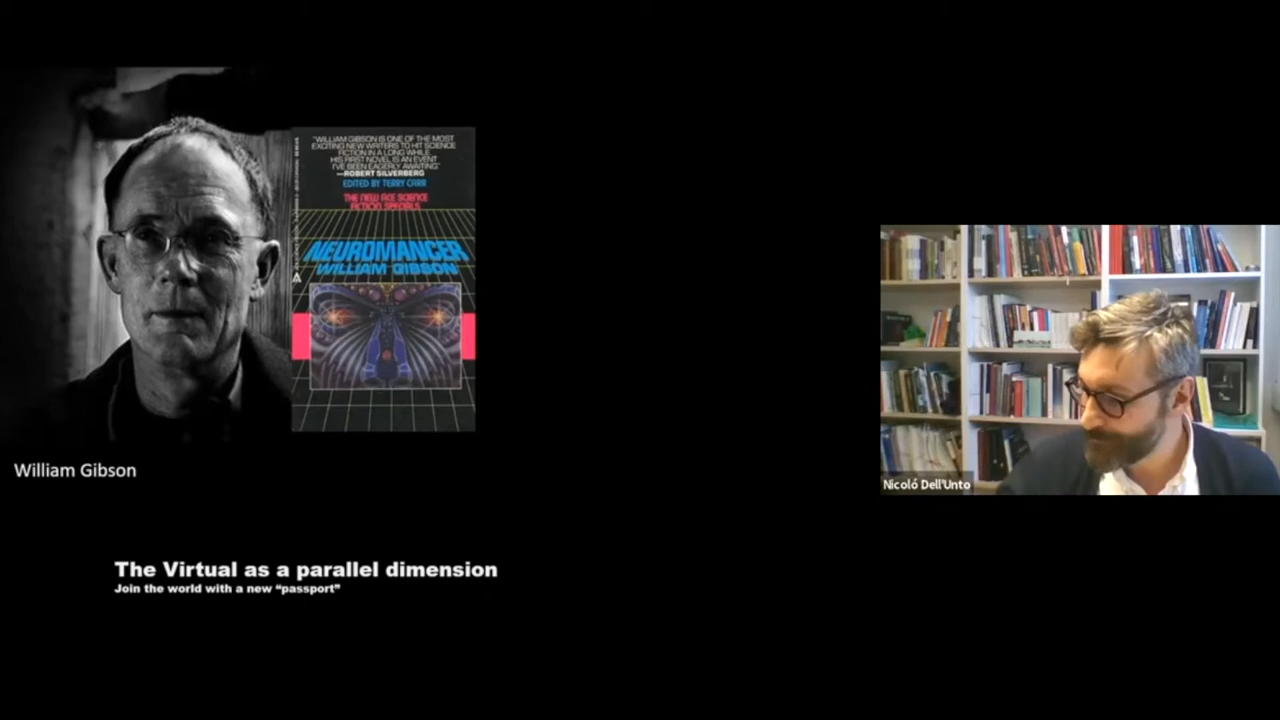 "WILLIAM GIBSON IS ONE OF THE MOST
EXCITING NEW WRITERS TO HIT SCIENCE
FICTION IN A LONG WHILE.
HIS FIRST NOVEL IS AN EVENT
I'VE BEEN EAGERLY AWAITING."
—ROBERT SILVERBERG
EDITED BY TERRY CARR
THE NEW ACE SCIENCE
FICTION SPECIALS
NEUROMANCER
WILLIAM GIBSON
William Gibson
Nicoló Dell'Unto
The Virtual as a parallel dimension
Join the world with a new “passport”